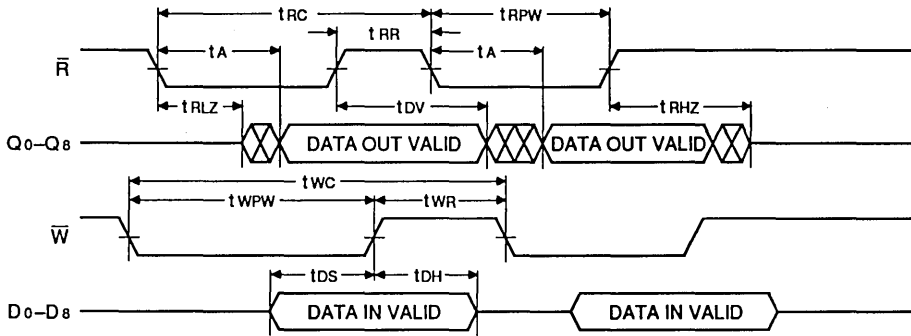 tRC tRPW
tA tRR tA
R̅
tRLZ tDV tRHZ
Q0–Q8 DATA OUT VALID DATA OUT VALID
tWC
tWPW tWR
W̅
tDS tDH
D0–D8 DATA IN VALID DATA IN VALID